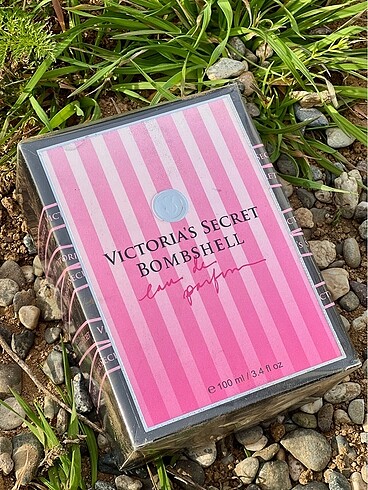 VICTORIA'S SECRET
BOMBSHELL
eau de
parfum
℮ 100 ml / 3.4 fl oz